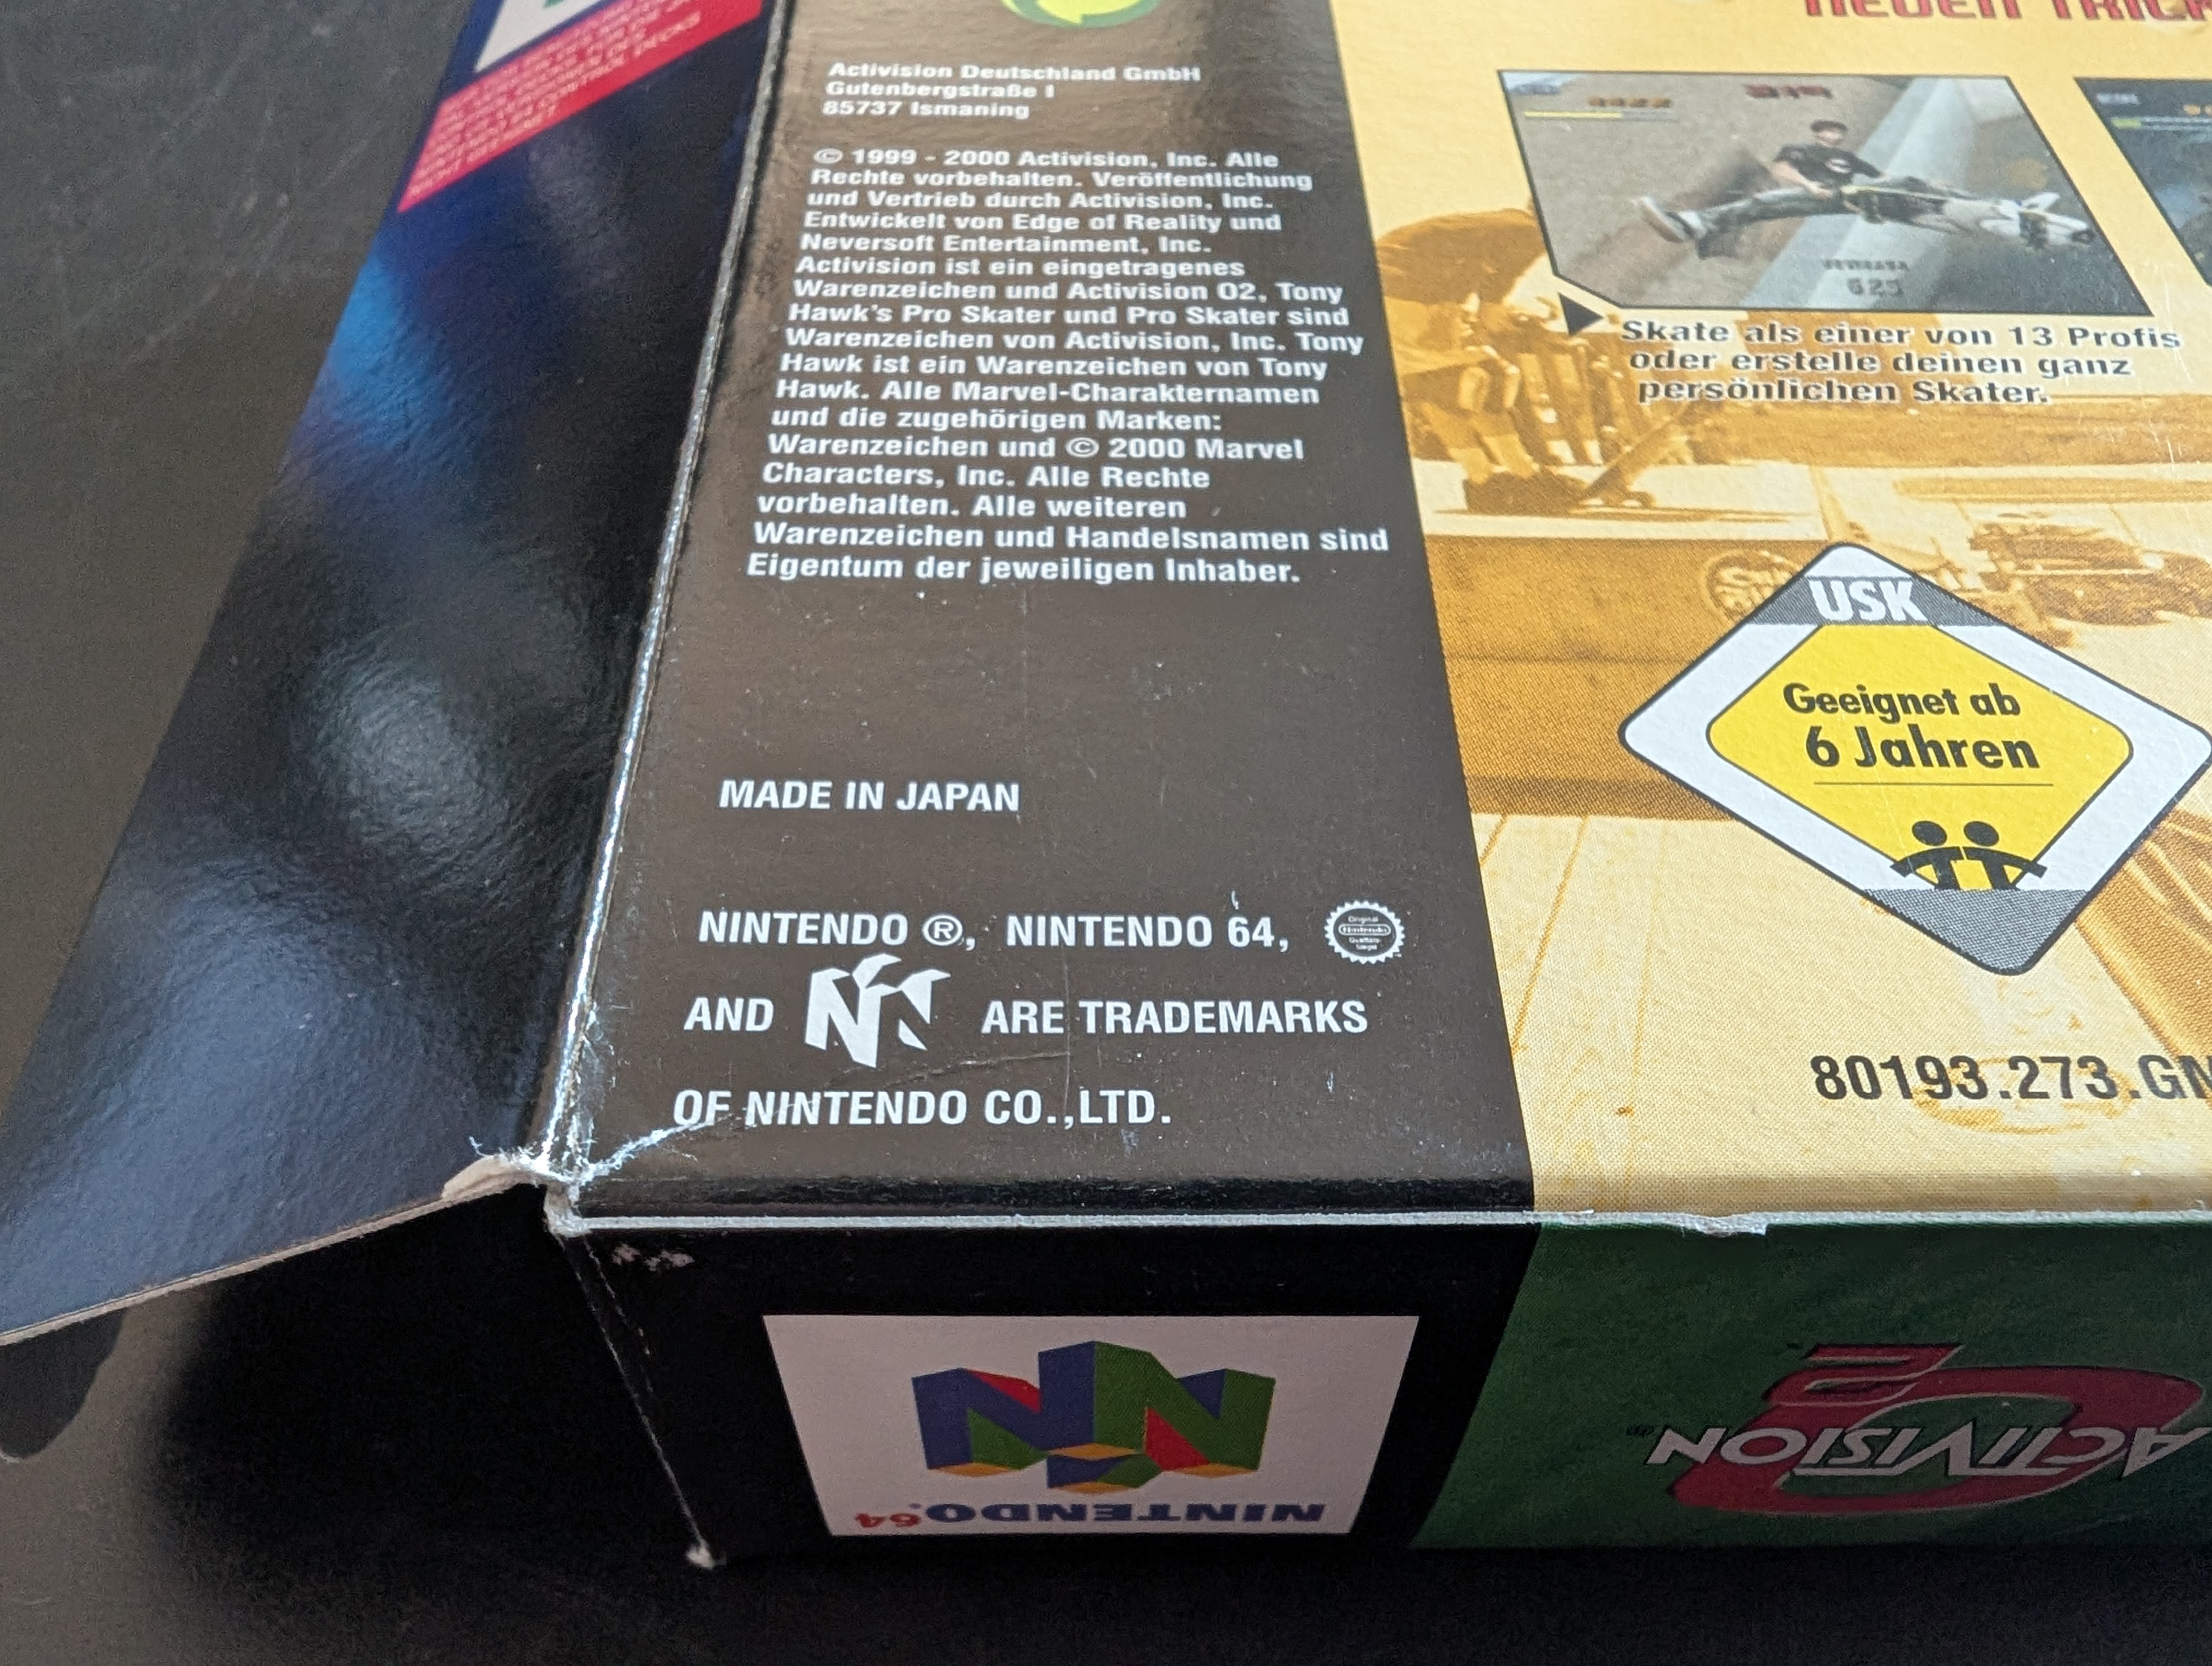 Activision Deutschland GmbH
Gutenbergstraße 1
85737 Ismaning
© 1999 - 2000 Activision, Inc. Alle
Rechte vorbehalten. Veröffentlichung
und Vertrieb durch Activision, Inc.
Entwickelt von Edge of Reality und
Neversoft Entertainment, Inc.
Activision ist ein eingetragenes
Warenzeichen und Activision O2, Tony
Hawk's Pro Skater und Pro Skater sind
Warenzeichen von Activision, Inc. Tony
Hawk ist ein Warenzeichen von Tony
Hawk. Alle Marvel-Charakternamen
und die zugehörigen Marken:
Warenzeichen und © 2000 Marvel
Characters, Inc. Alle Rechte
vorbehalten. Alle weiteren
Warenzeichen und Handelsnamen sind
Eigentum der jeweiligen Inhaber.
MADE IN JAPAN
NINTENDO ®, NINTENDO 64,
Original
Nintendo
AND N ARE TRADEMARKS
OF NINTENDO CO.,LTD.
NEUEN
Skate als einer von 13 Profis
oder erstelle deinen ganz
persönlichen Skater.
USK
Geeignet ab
6 Jahren
80193.273.G
NINTENDO64
ACTIVISION
O2